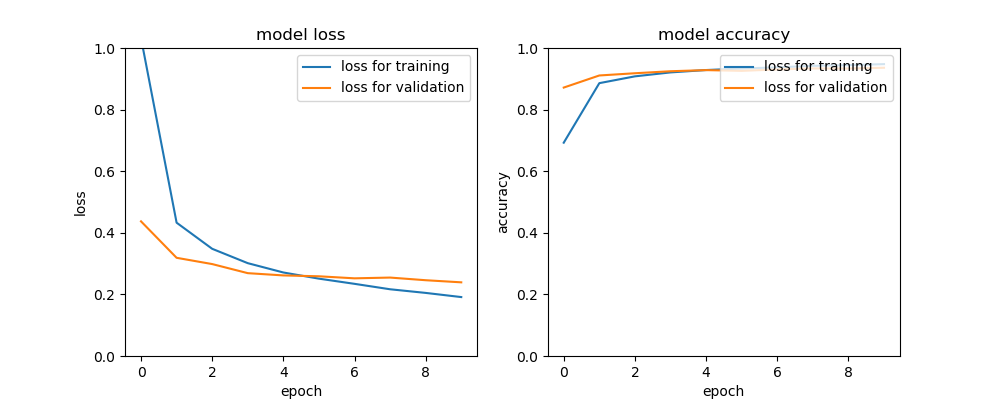 model loss
loss for training
loss for validation
1.0
0.8
0.6
0.4
0.2
0.0
loss
0 2 4 6 8
epoch
model accuracy
loss for training
loss for validation
1.0
0.8
0.6
0.4
0.2
0.0
accuracy
0 2 4 6 8
epoch